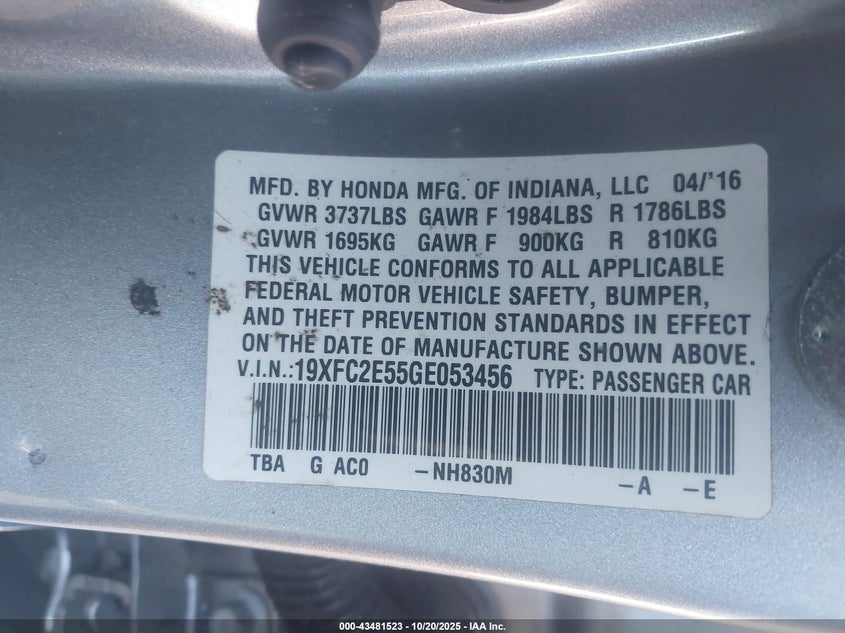 MFD. BY HONDA MFG. OF INDIANA, LLC 04/'16
GVWR 3737LBS GAWR F 1984LBS R 1786LBS
GVWR 1695KG GAWR F 900KG R 810KG
THIS VEHICLE CONFORMS TO ALL APPLICABLE
FEDERAL MOTOR VEHICLE SAFETY, BUMPER,
AND THEFT PREVENTION STANDARDS IN EFFECT
ON THE DATE OF MANUFACTURE SHOWN ABOVE.
V.I.N.:19XFC2E55GE053456 TYPE: PASSENGER CAR
TBA G AC0 -NH830M -A -E
000-43481523 - 10/20/2025 - IAA Inc.